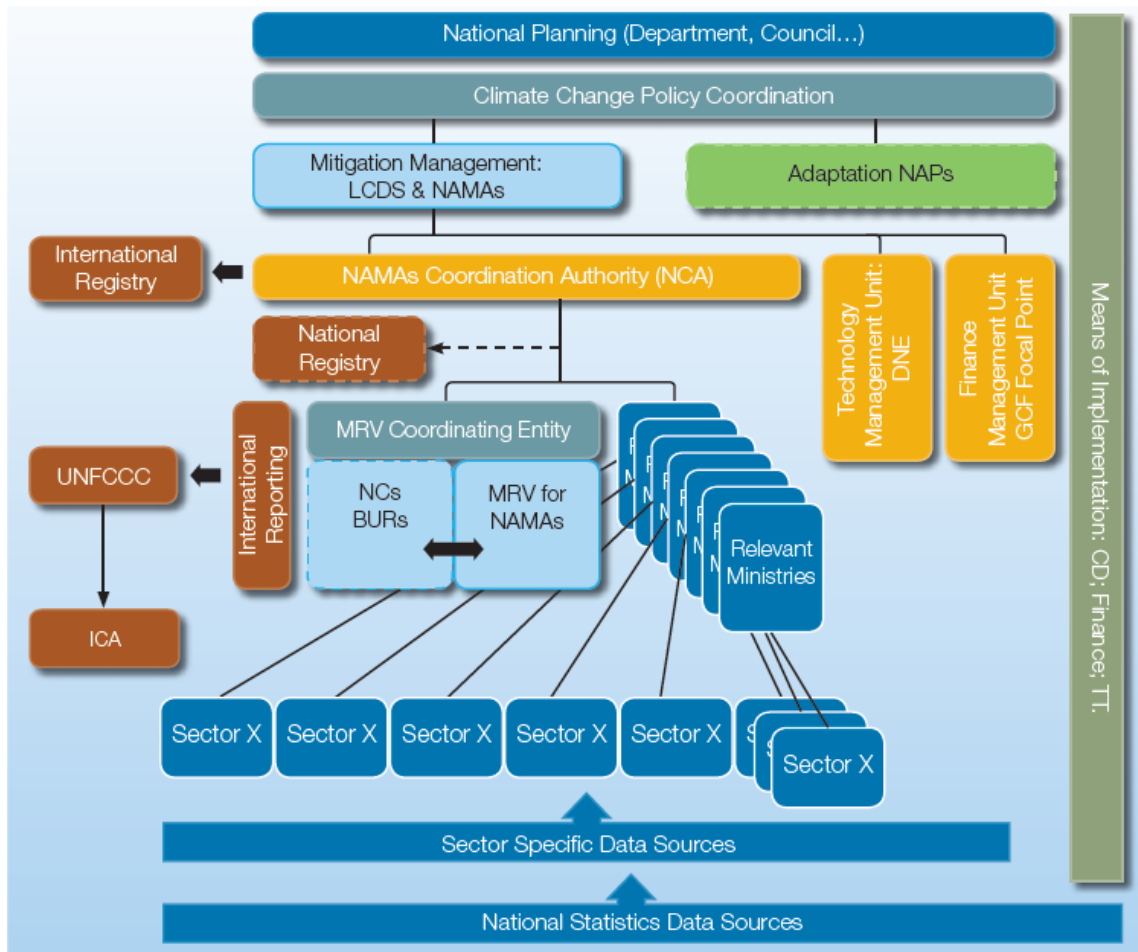 National Planning (Department, Council…)
Climate Change Policy Coordination
Mitigation Management:
LCDS & NAMAs
Adaptation NAPs
International
Registry
NAMAs Coordination Authority (NCA)
Technology
Management Unit:
DNE
Finance
Management Unit
GCF Focal Point
Means of Implementation: CD; Finance; TT.
National
Registry
MRV Coordinating Entity
UNFCCC
International
Reporting
NCs
BURs
MRV for
NAMAs
Relevant
Ministries
ICA
Sector X
Sector X
Sector X
Sector X
Sector X
Sector X
Sector Specific Data Sources
National Statistics Data Sources